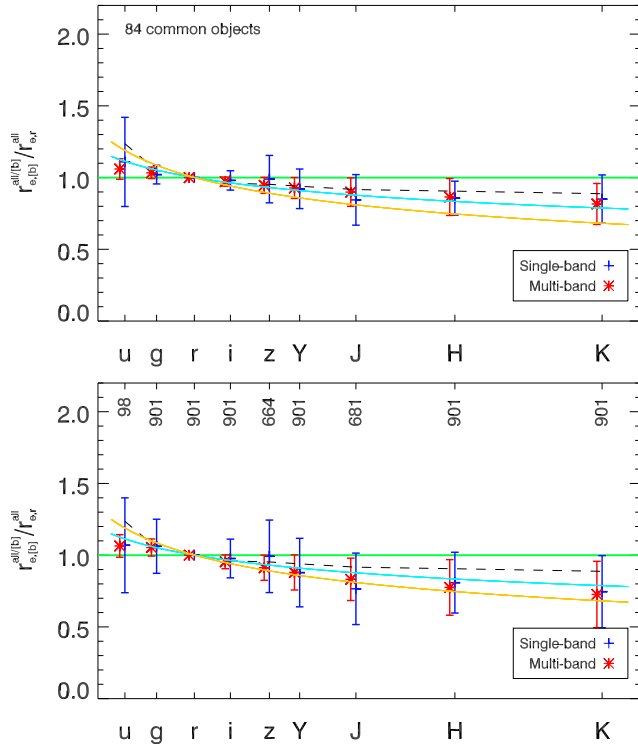 84 common objects
2.0
1.5
1.0
0.5
0.0
r^{all/[b]}_{e,[b]}/r^{all}_{e,r}
Single-band
Multi-band
u g r i z Y J H K
98 901 901 901 664 901 681 901 901
2.0
1.5
1.0
0.5
0.0
r^{all/[b]}_{e,[b]}/r^{all}_{e,r}
Single-band
Multi-band
u g r i z Y J H K